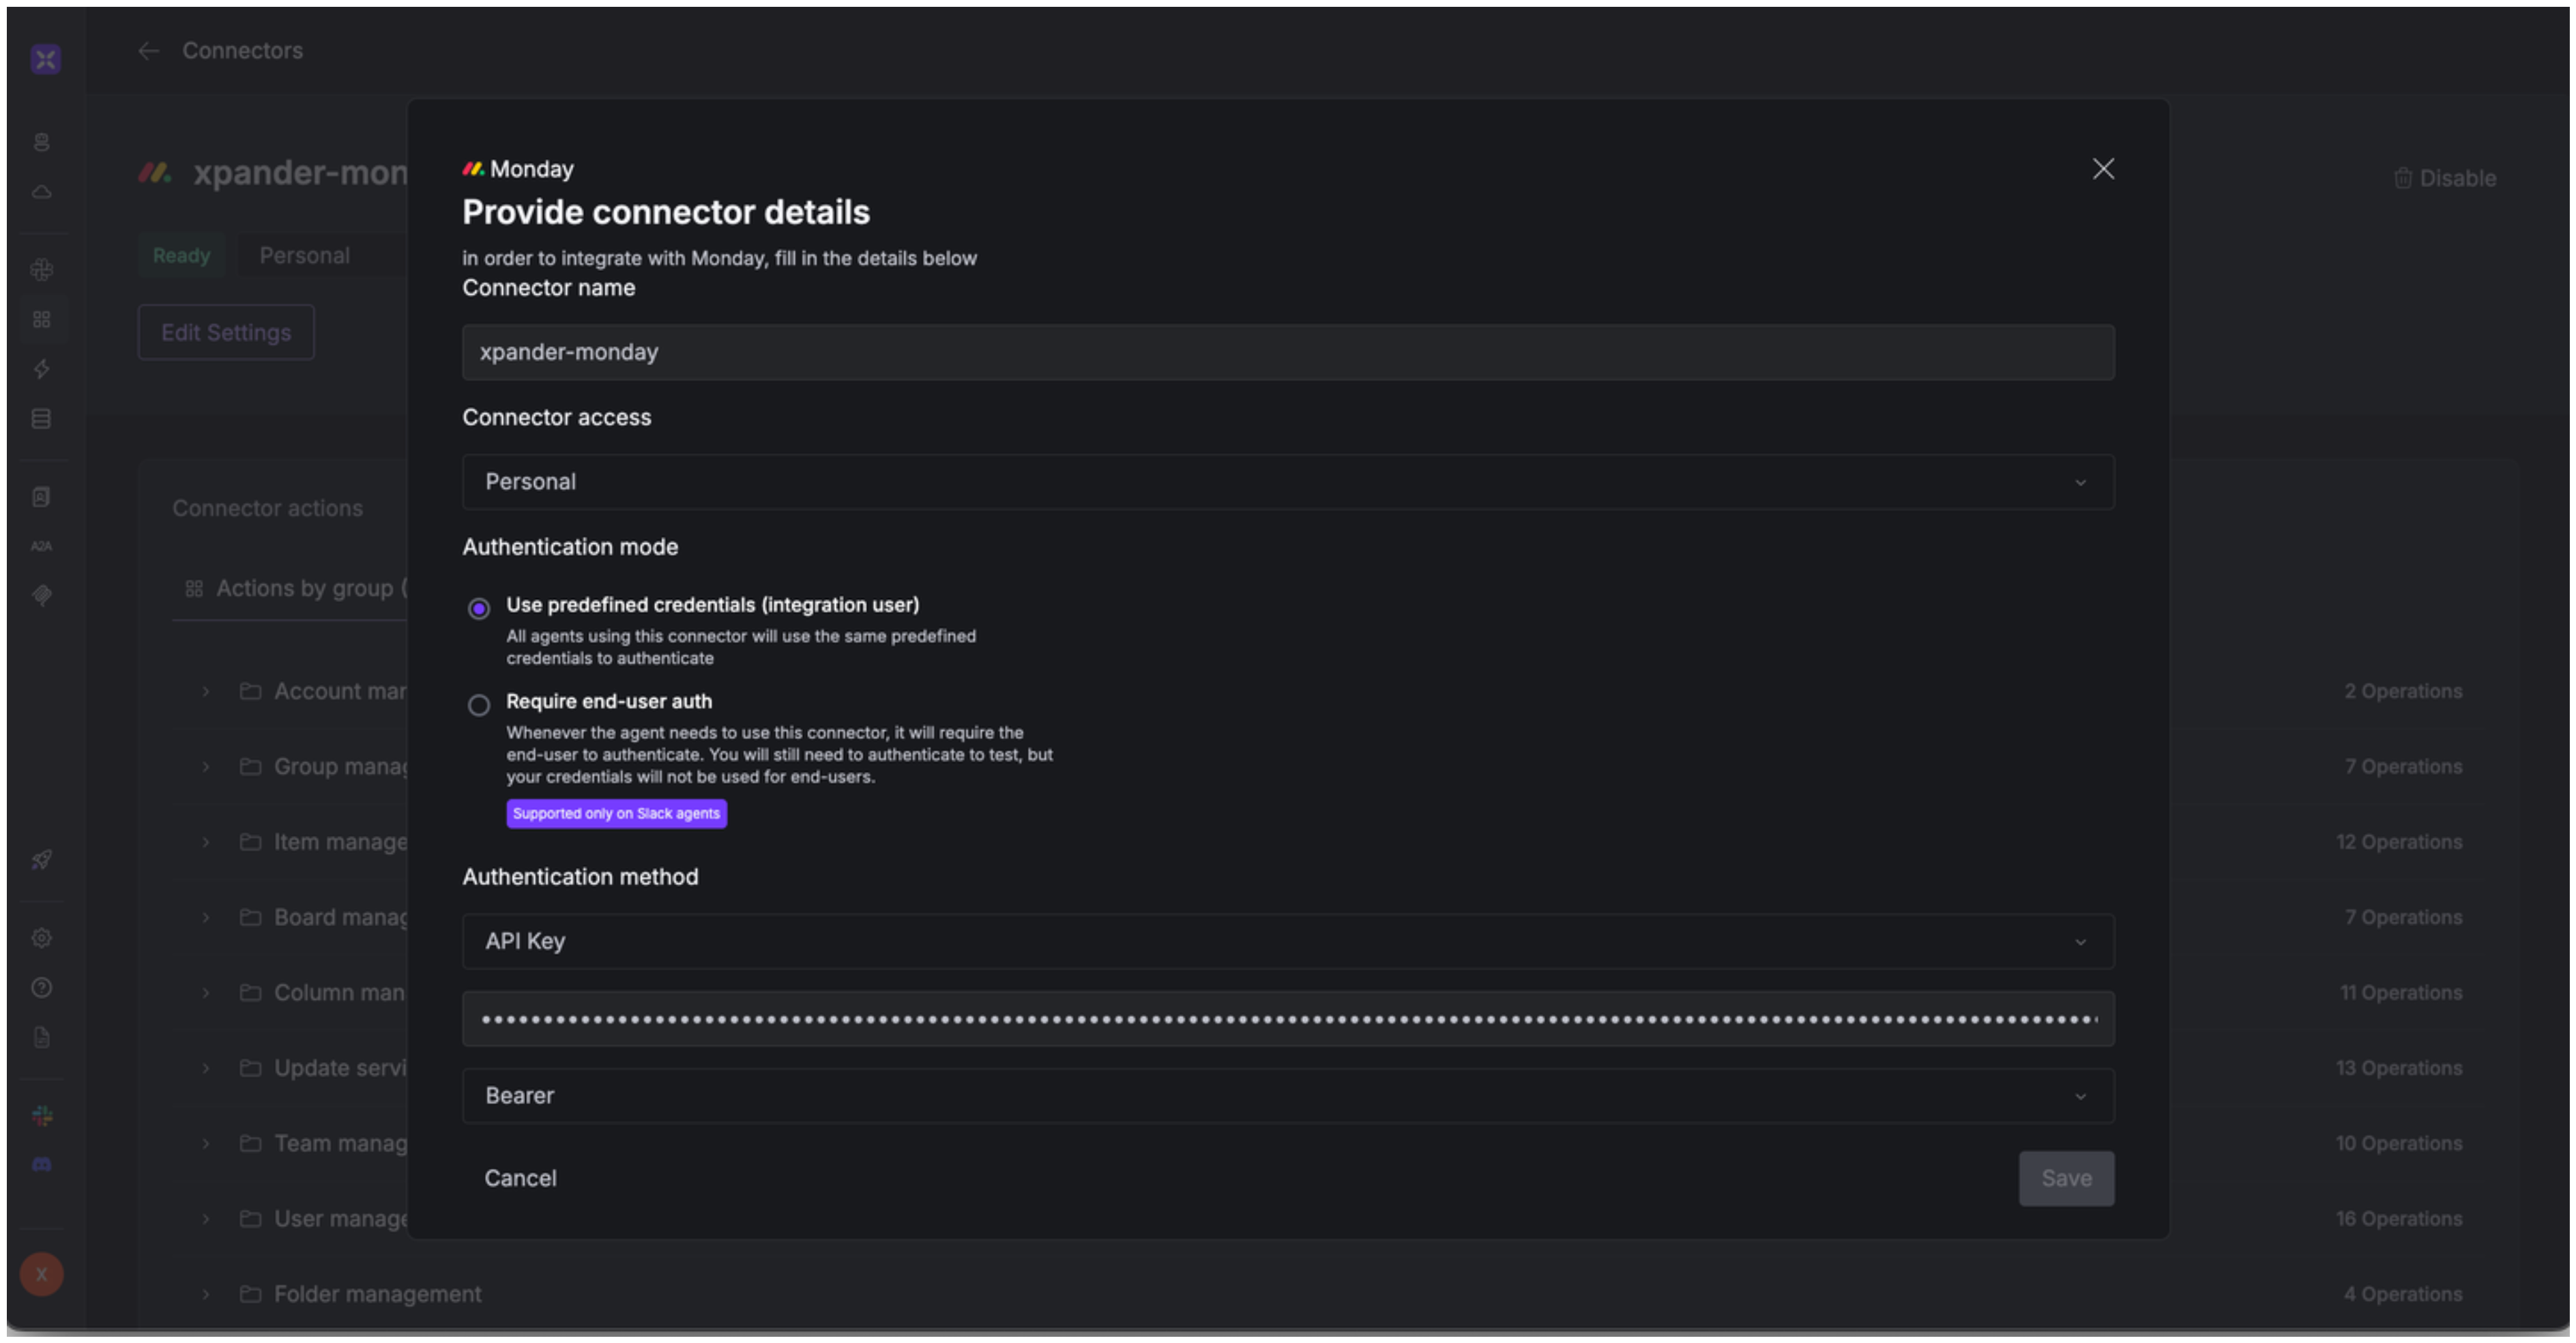 Connectors
xpander-mon
Disable
Ready
Personal
Edit Settings
Connector actions
Actions by group (
Account mar
2 Operations
Group manag
7 Operations
Item manage
12 Operations
Board manag
7 Operations
Column man
11 Operations
Update servi
13 Operations
Team manag
10 Operations
User manage
16 Operations
Folder management
4 Operations
A2A
X
Monday
Provide connector details
in order to integrate with Monday, fill in the details below
Connector name
xpander-monday
Connector access
Personal
Authentication mode
Use predefined credentials (integration user)
All agents using this connector will use the same predefined
credentials to authenticate
Require end-user auth
Whenever the agent needs to use this connector, it will require the
end-user to authenticate. You will still need to authenticate to test, but
your credentials will not be used for end-users.
Supported only on Slack agents
Authentication method
API Key
Bearer
Cancel
Save